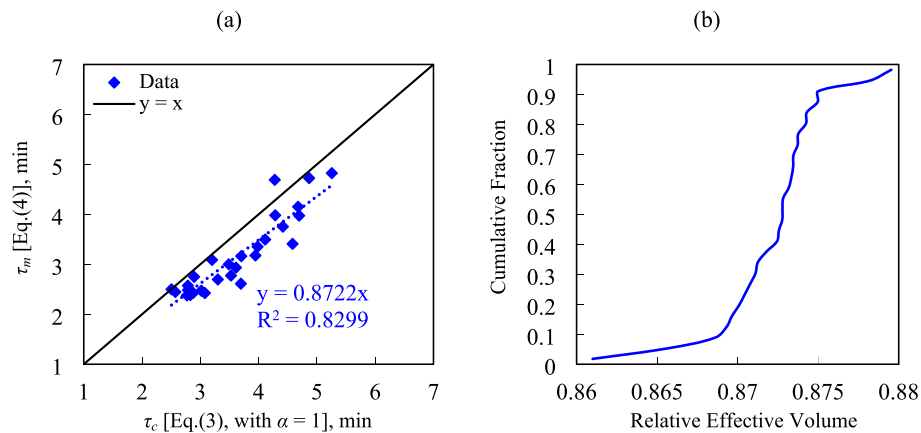 (a)
7
6
5
4
3
2
1
1 2 3 4 5 6 7
τm [Eq.(4)], min
τc [Eq.(3), with α = 1], min
Data
y = x
y = 0.8722x
R² = 0.8299
(b)
1
0.9
0.8
0.7
0.6
0.5
0.4
0.3
0.2
0.1
0
0.86 0.865 0.87 0.875 0.88
Cumulative Fraction
Relative Effective Volume